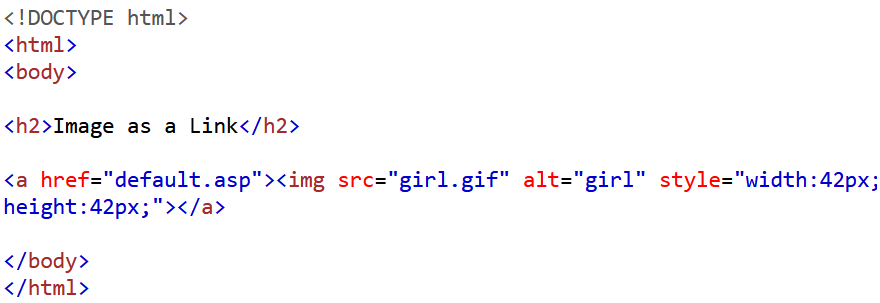 <!DOCTYPE html>
<html>
<body>
<h2>Image as a Link</h2>
<a href="default.asp"><img src="girl.gif" alt="girl" style="width:42px;
height:42px;"></a>
</body>
</html>